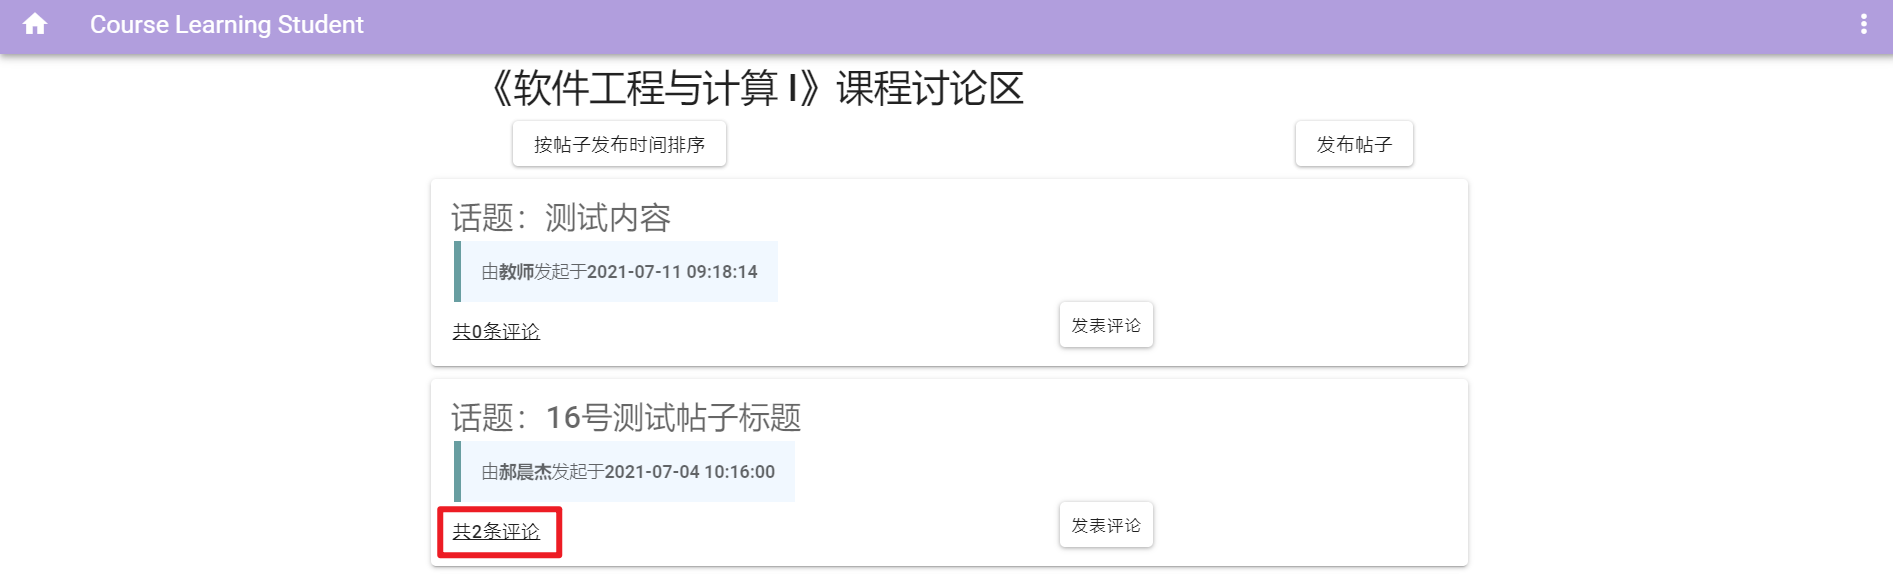 Course Learning Student
《软件工程与计算 I》课程讨论区
按帖子发布时间排序
发布帖子
话题：测试内容
由教师发起于2021-07-11 09:18:14
共0条评论
发表评论
话题：16号测试帖子标题
由郝晨杰发起于2021-07-04 10:16:00
共2条评论
发表评论